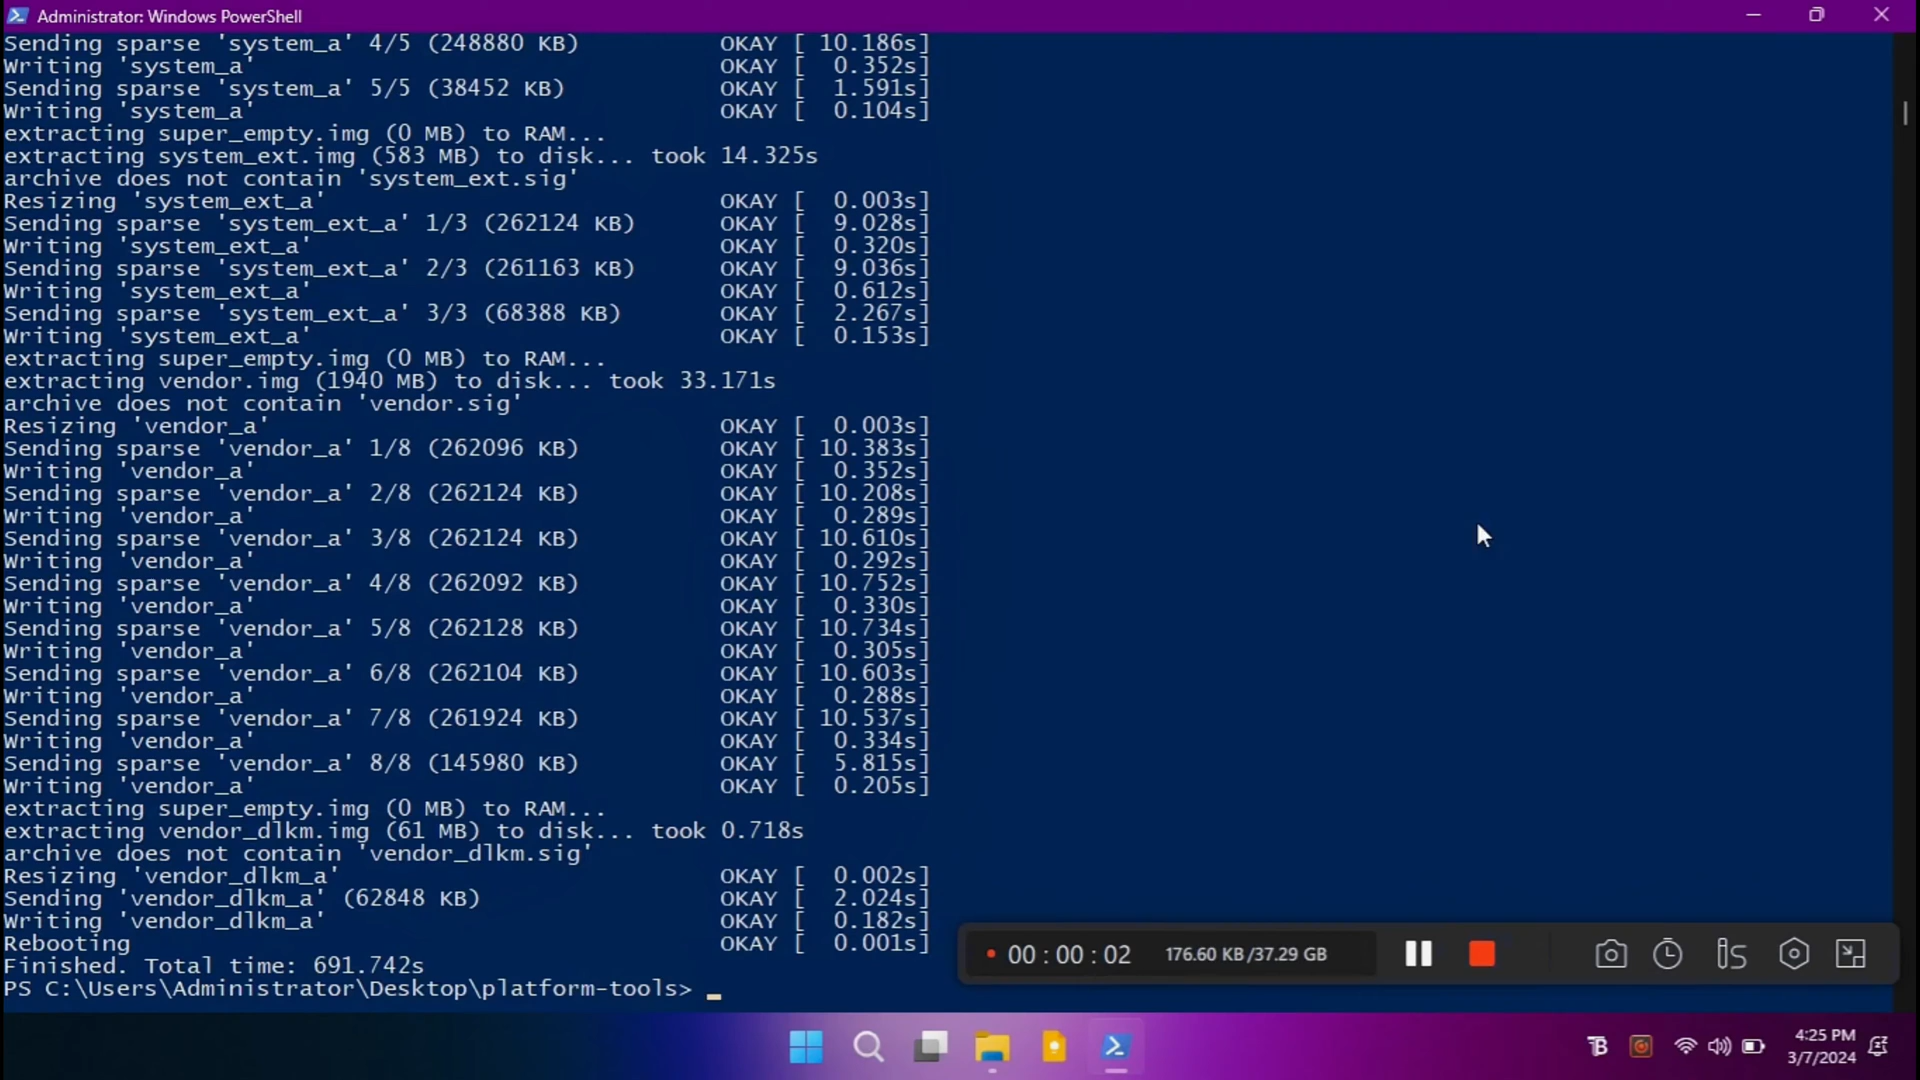 Administrator: Windows PowerShell
Sending sparse 'system_a' 4/5 (248880 KB) OKAY [ 10.186s]
Writing 'system_a' OKAY [ 0.352s]
Sending sparse 'system_a' 5/5 (38452 KB) OKAY [ 1.591s]
Writing 'system_a' OKAY [ 0.104s]
extracting super_empty.img (0 MB) to RAM...
extracting system_ext.img (583 MB) to disk... took 14.325s
archive does not contain 'system_ext.sig'
Resizing 'system_ext_a' OKAY [ 0.003s]
Sending sparse 'system_ext_a' 1/3 (262124 KB) OKAY [ 9.028s]
Writing 'system_ext_a' OKAY [ 0.320s]
Sending sparse 'system_ext_a' 2/3 (261163 KB) OKAY [ 9.036s]
Writing 'system_ext_a' OKAY [ 0.612s]
Sending sparse 'system_ext_a' 3/3 (68388 KB) OKAY [ 2.267s]
Writing 'system_ext_a' OKAY [ 0.153s]
extracting super_empty.img (0 MB) to RAM...
extracting vendor.img (1940 MB) to disk... took 33.171s
archive does not contain 'vendor.sig'
Resizing 'vendor_a' OKAY [ 0.003s]
Sending sparse 'vendor_a' 1/8 (262096 KB) OKAY [ 10.383s]
Writing 'vendor_a' OKAY [ 0.352s]
Sending sparse 'vendor_a' 2/8 (262124 KB) OKAY [ 10.208s]
Writing 'vendor_a' OKAY [ 0.289s]
Sending sparse 'vendor_a' 3/8 (262124 KB) OKAY [ 10.610s]
Writing 'vendor_a' OKAY [ 0.292s]
Sending sparse 'vendor_a' 4/8 (262092 KB) OKAY [ 10.752s]
Writing 'vendor_a' OKAY [ 0.330s]
Sending sparse 'vendor_a' 5/8 (262128 KB) OKAY [ 10.734s]
Writing 'vendor_a' OKAY [ 0.305s]
Sending sparse 'vendor_a' 6/8 (262104 KB) OKAY [ 10.603s]
Writing 'vendor_a' OKAY [ 0.288s]
Sending sparse 'vendor_a' 7/8 (261924 KB) OKAY [ 10.537s]
Writing 'vendor_a' OKAY [ 0.334s]
Sending sparse 'vendor_a' 8/8 (145980 KB) OKAY [ 5.815s]
Writing 'vendor_a' OKAY [ 0.205s]
extracting super_empty.img (0 MB) to RAM...
extracting vendor_dlkm.img (61 MB) to disk... took 0.718s
archive does not contain 'vendor_dlkm.sig'
Resizing 'vendor_dlkm_a' OKAY [ 0.002s]
Sending 'vendor_dlkm_a' (62848 KB) OKAY [ 2.024s]
Writing 'vendor_dlkm_a' OKAY [ 0.182s]
Rebooting OKAY [ 0.001s]
Finished. Total time: 691.742s
PS C:\Users\Administrator\Desktop\platform-tools>
00 : 00 : 02 176.60 KB/37.29 GB
4:25 PM
3/7/2024